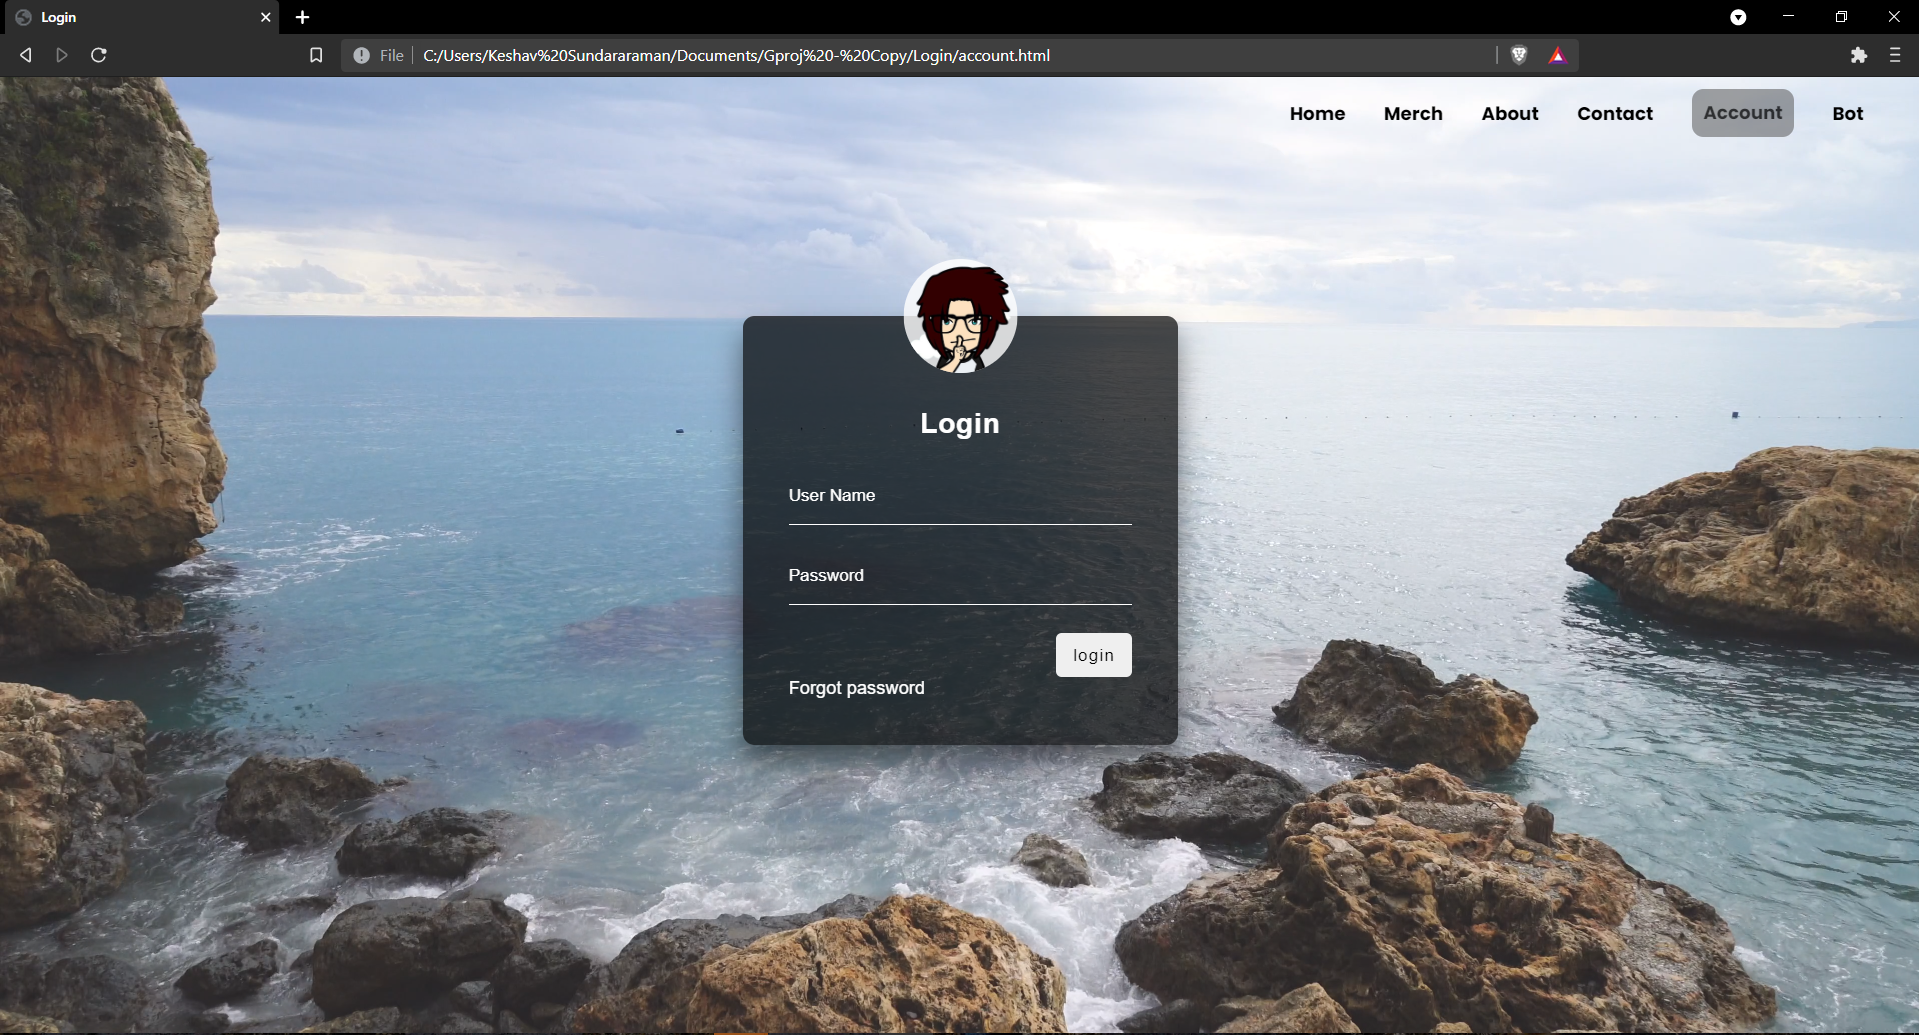 Login
File
C:/Users/Keshav%20Sundararaman/Documents/Gproj%20-%20Copy/Login/account.html
Home Merch About Contact Account Bot
Login
User Name
Password
login
Forgot password